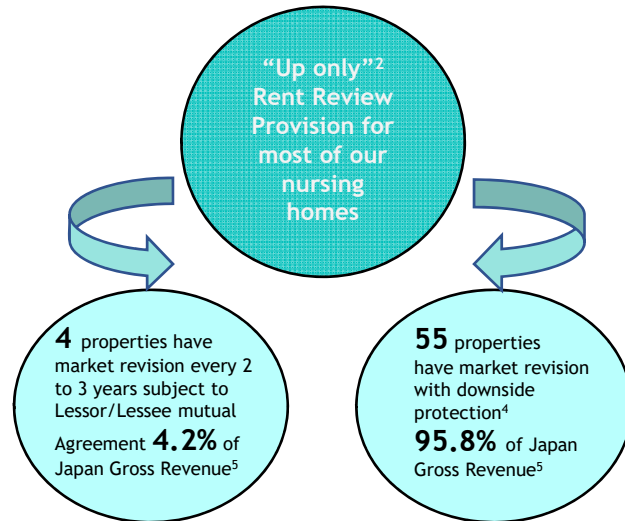 “Up only”²
Rent Review
Provision for
most of our
nursing
homes
4 properties have
market revision every 2
to 3 years subject to
Lessor/Lessee mutual
Agreement 4.2% of
Japan Gross Revenue⁵
55 properties
have market revision
with downside
protection⁴
95.8% of Japan
Gross Revenue⁵